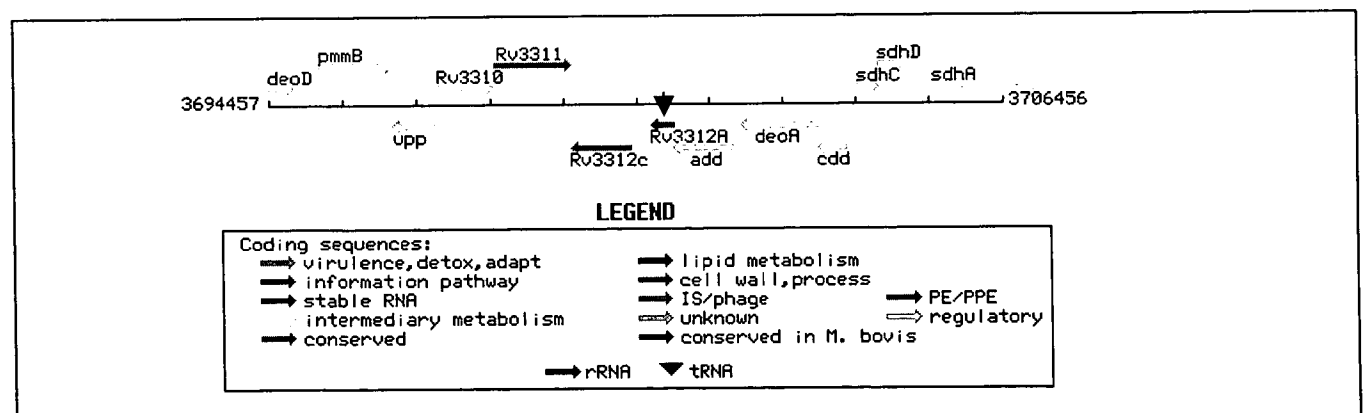 sdhD
pmmB Rv3311
deoD Rv3310 sdhC sdhA
3694457 3706456
upp Rv3312A deoA
Rv3312c add cdd
LEGEND
Coding sequences:
virulence,detox,adapt lipid metabolism
information pathway cell wall,process
stable RNA IS/phage PE/PPE
intermediary metabolism unknown regulatory
conserved conserved in M. bovis
rRNA tRNA